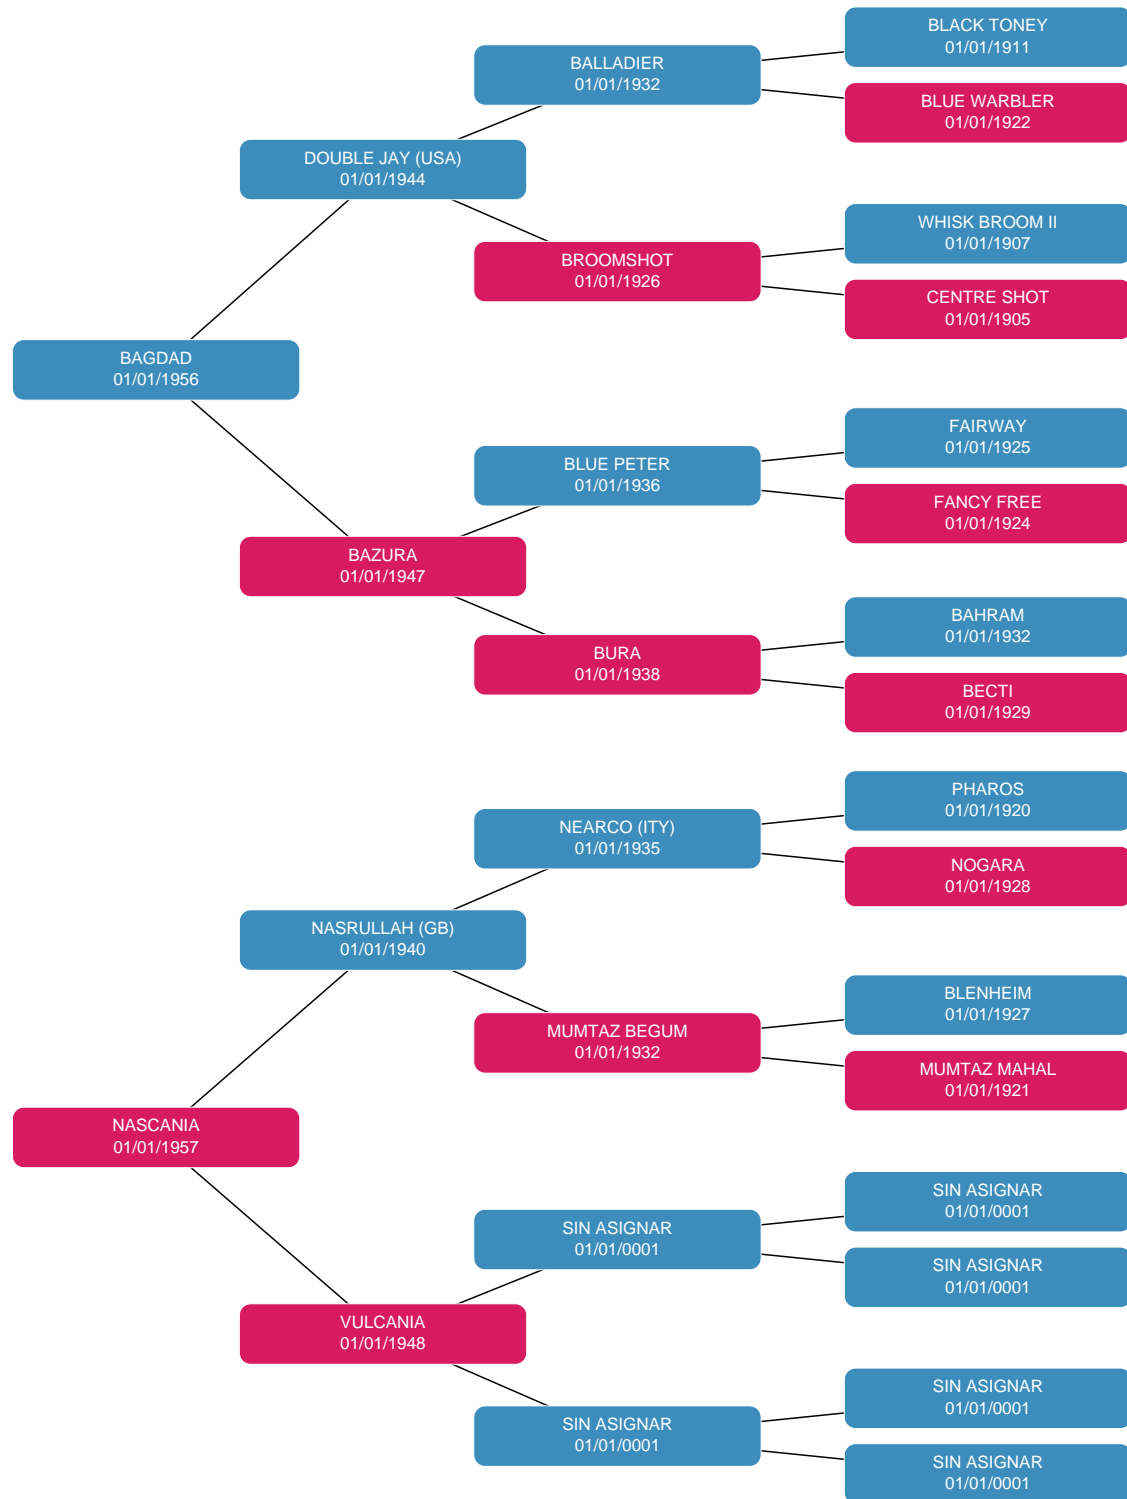 BLACK TONEY
01/01/1911
BALLADIER
01/01/1932
BLUE WARBLER
01/01/1922
DOUBLE JAY (USA)
01/01/1944
WHISK BROOM II
01/01/1907
BROOMSHOT
01/01/1926
CENTRE SHOT
01/01/1905
BAGDAD
01/01/1956
FAIRWAY
01/01/1925
BLUE PETER
01/01/1936
FANCY FREE
01/01/1924
BAZURA
01/01/1947
BAHRAM
01/01/1932
BURA
01/01/1938
BECTI
01/01/1929
PHAROS
01/01/1920
NEARCO (ITY)
01/01/1935
NOGARA
01/01/1928
NASRULLAH (GB)
01/01/1940
BLENHEIM
01/01/1927
MUMTAZ BEGUM
01/01/1932
MUMTAZ MAHAL
01/01/1921
NASCANIA
01/01/1957
SIN ASIGNAR
01/01/0001
SIN ASIGNAR
01/01/0001
SIN ASIGNAR
01/01/0001
VULCANIA
01/01/1948
SIN ASIGNAR
01/01/0001
SIN ASIGNAR
01/01/0001
SIN ASIGNAR
01/01/0001